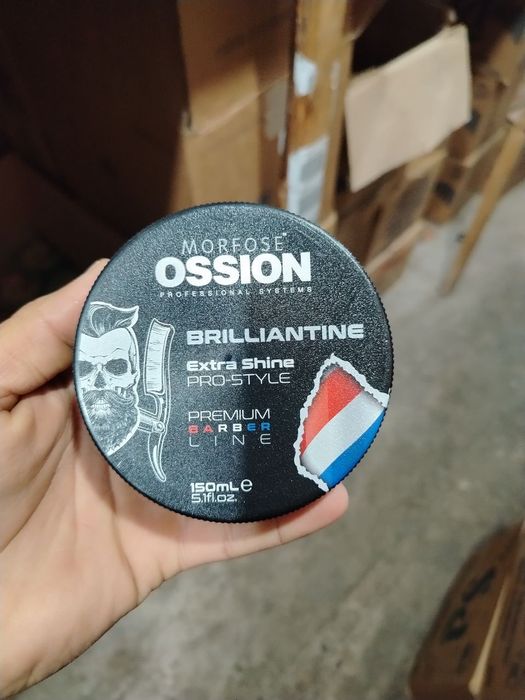 MORFOSE
OSSION
PROFESSIONAL SYSTEMS
BRILLIANTINE
Extra Shine
PRO-STYLE
PREMIUM
BARBER
LINE
150mL e
5.1fl.oz.